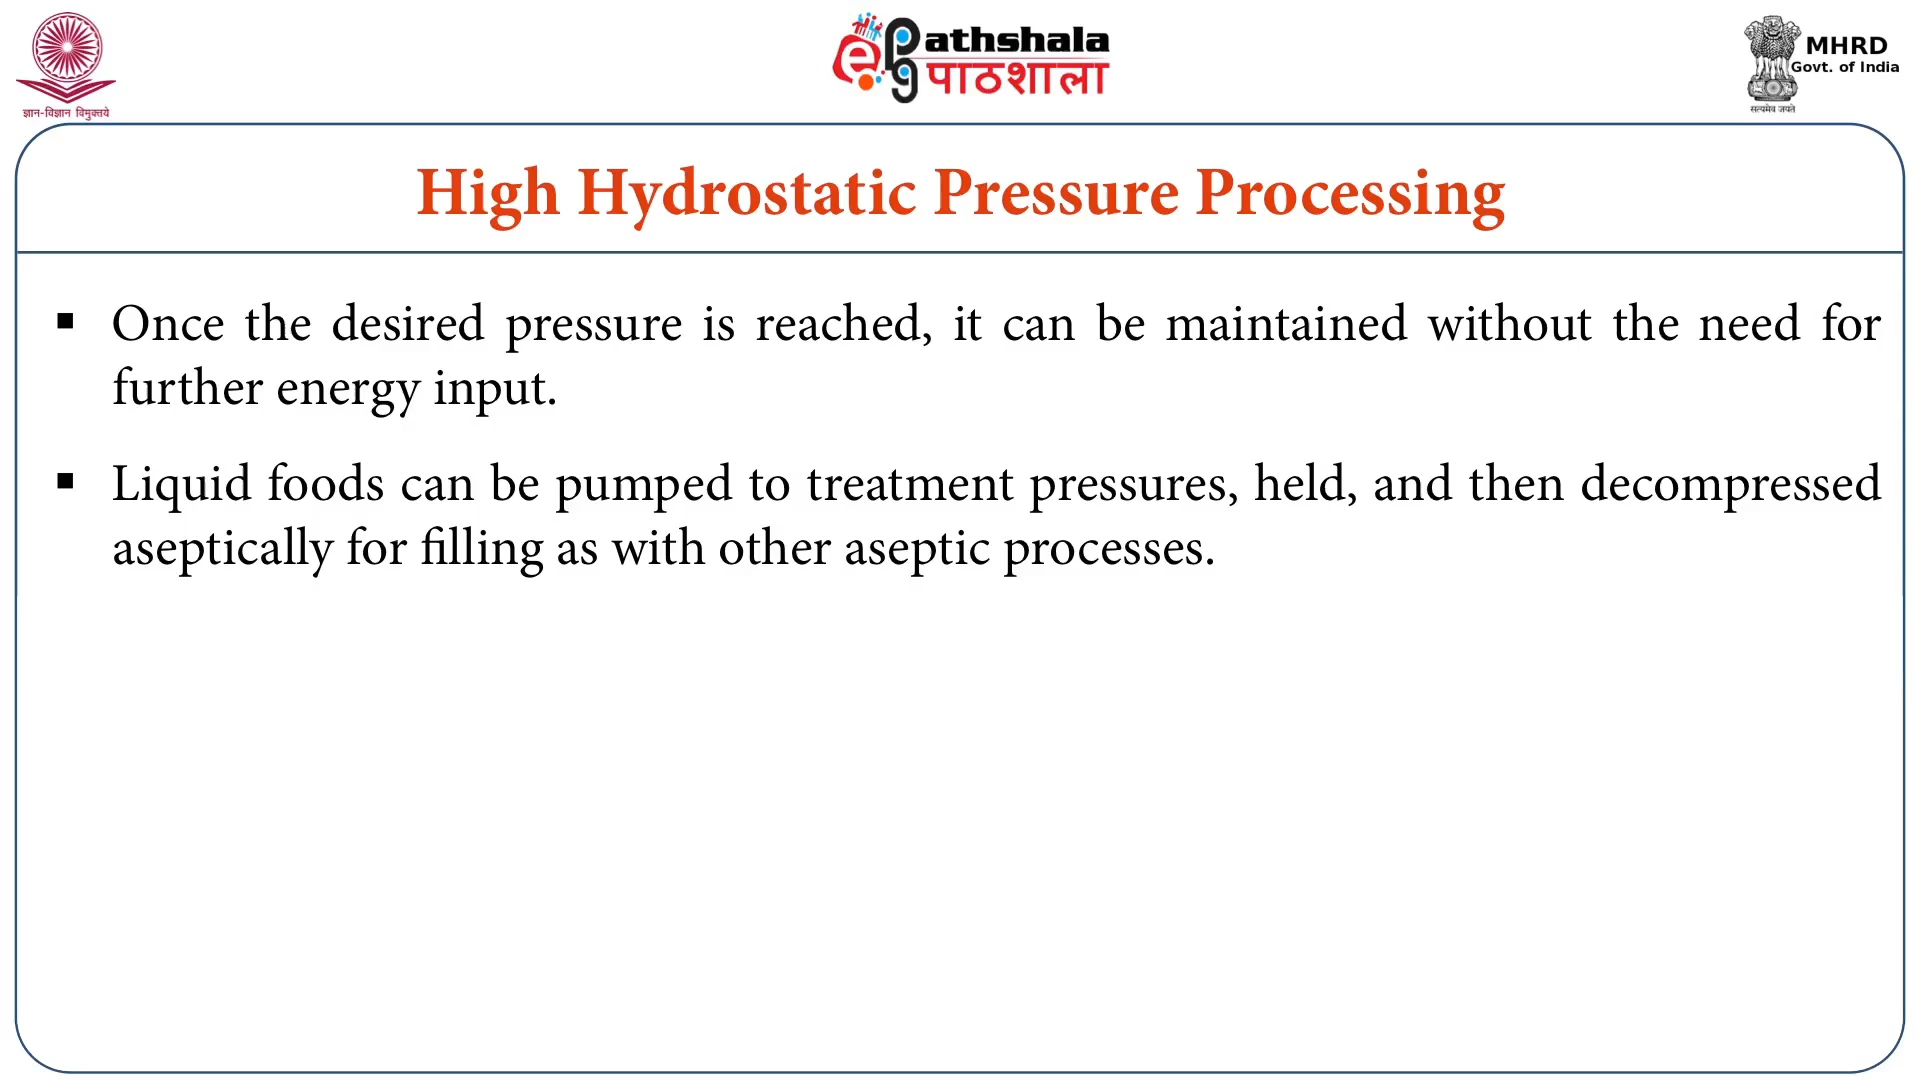 ज्ञान-विज्ञान विमुक्तये
ePG athshala
पाठशाला
MHRD
Govt. of India
सत्यमेव जयते
High Hydrostatic Pressure Processing
▪ Once the desired pressure is reached, it can be maintained without the need for
further energy input.
▪ Liquid foods can be pumped to treatment pressures, held, and then decompressed
aseptically for filling as with other aseptic processes.